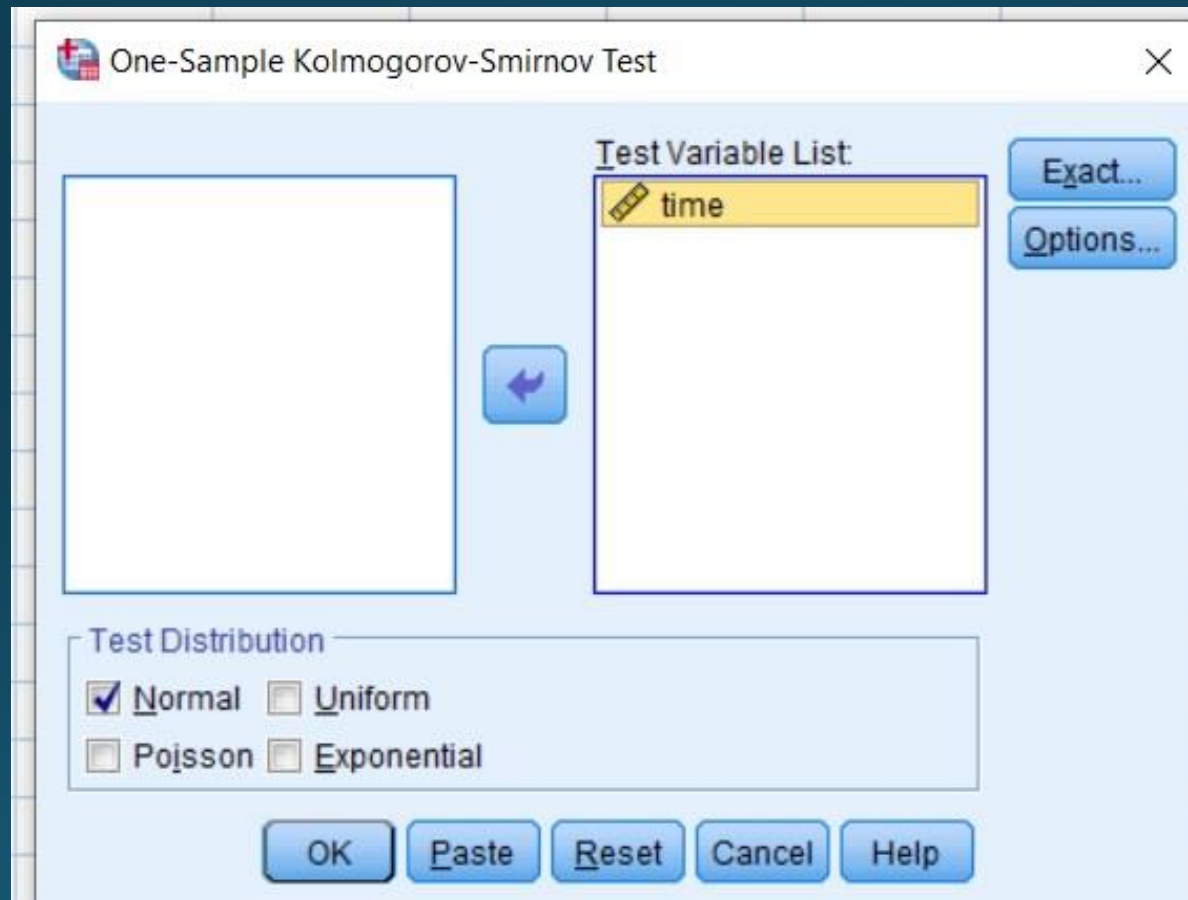 One-Sample Kolmogorov-Smirnov Test
Test Variable List:
time
Exact...
Options...
Test Distribution
Normal Uniform
Poisson Exponential
OK Paste Reset Cancel Help